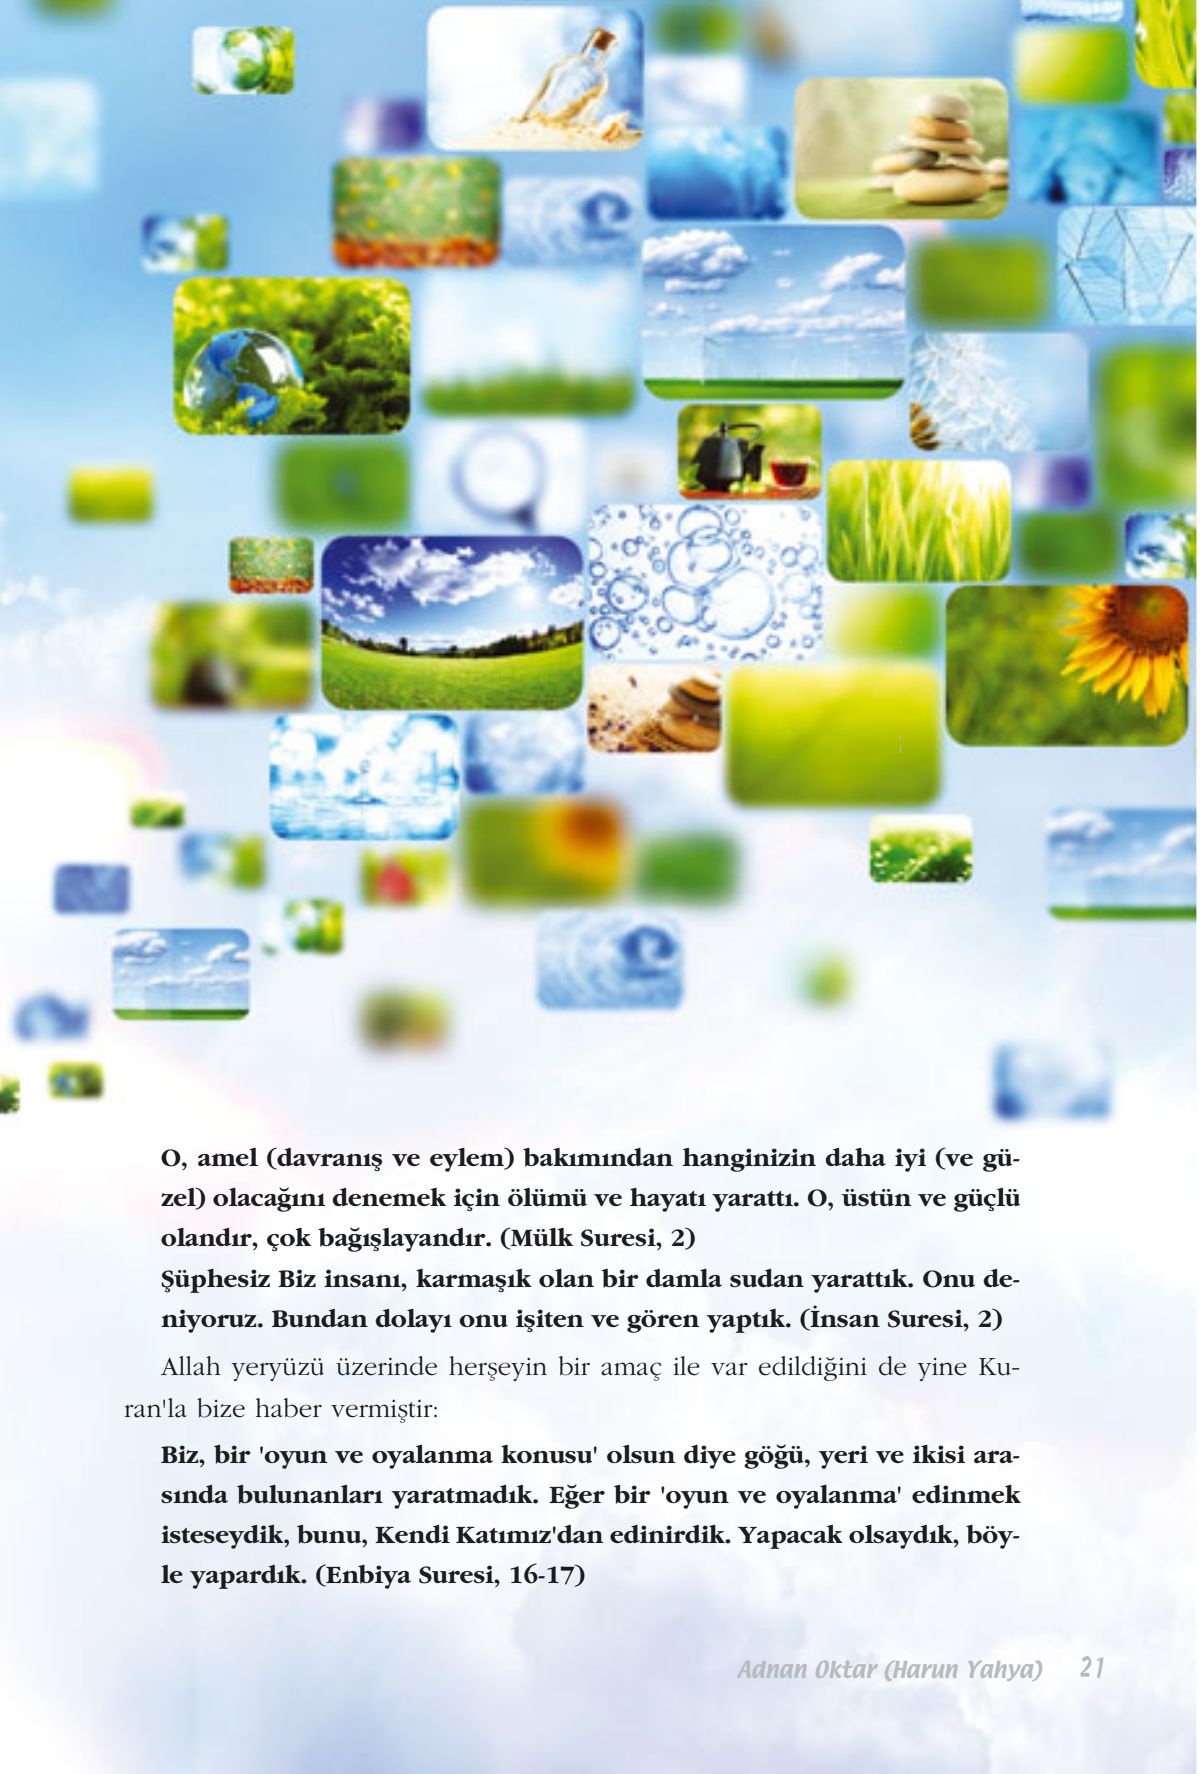 O, amel (davranış ve eylem) bakımından hanginizin daha iyi (ve gü-
zel) olacağını denemek için ölümü ve hayatı yarattı. O, üstün ve güçlü
olandır, çok bağışlayandır. (Mülk Suresi, 2)
Şüphesiz Biz insanı, karmaşık olan bir damla sudan yarattık. Onu de-
niyoruz. Bundan dolayı onu işiten ve gören yaptık. (İnsan Suresi, 2)
Allah yeryüzü üzerinde herşeyin bir amaç ile var edildiğini de yine Ku-
ran'la bize haber vermiştir:
Biz, bir 'oyun ve oyalanma konusu' olsun diye göğü, yeri ve ikisi ara-
sında bulunanları yaratmadık. Eğer bir 'oyun ve oyalanma' edinmek
isteseydik, bunu, Kendi Katımız'dan edinirdik. Yapacak olsaydık, böy-
le yapardık. (Enbiya Suresi, 16-17)
Adnan Oktar (Harun Yahya) 21